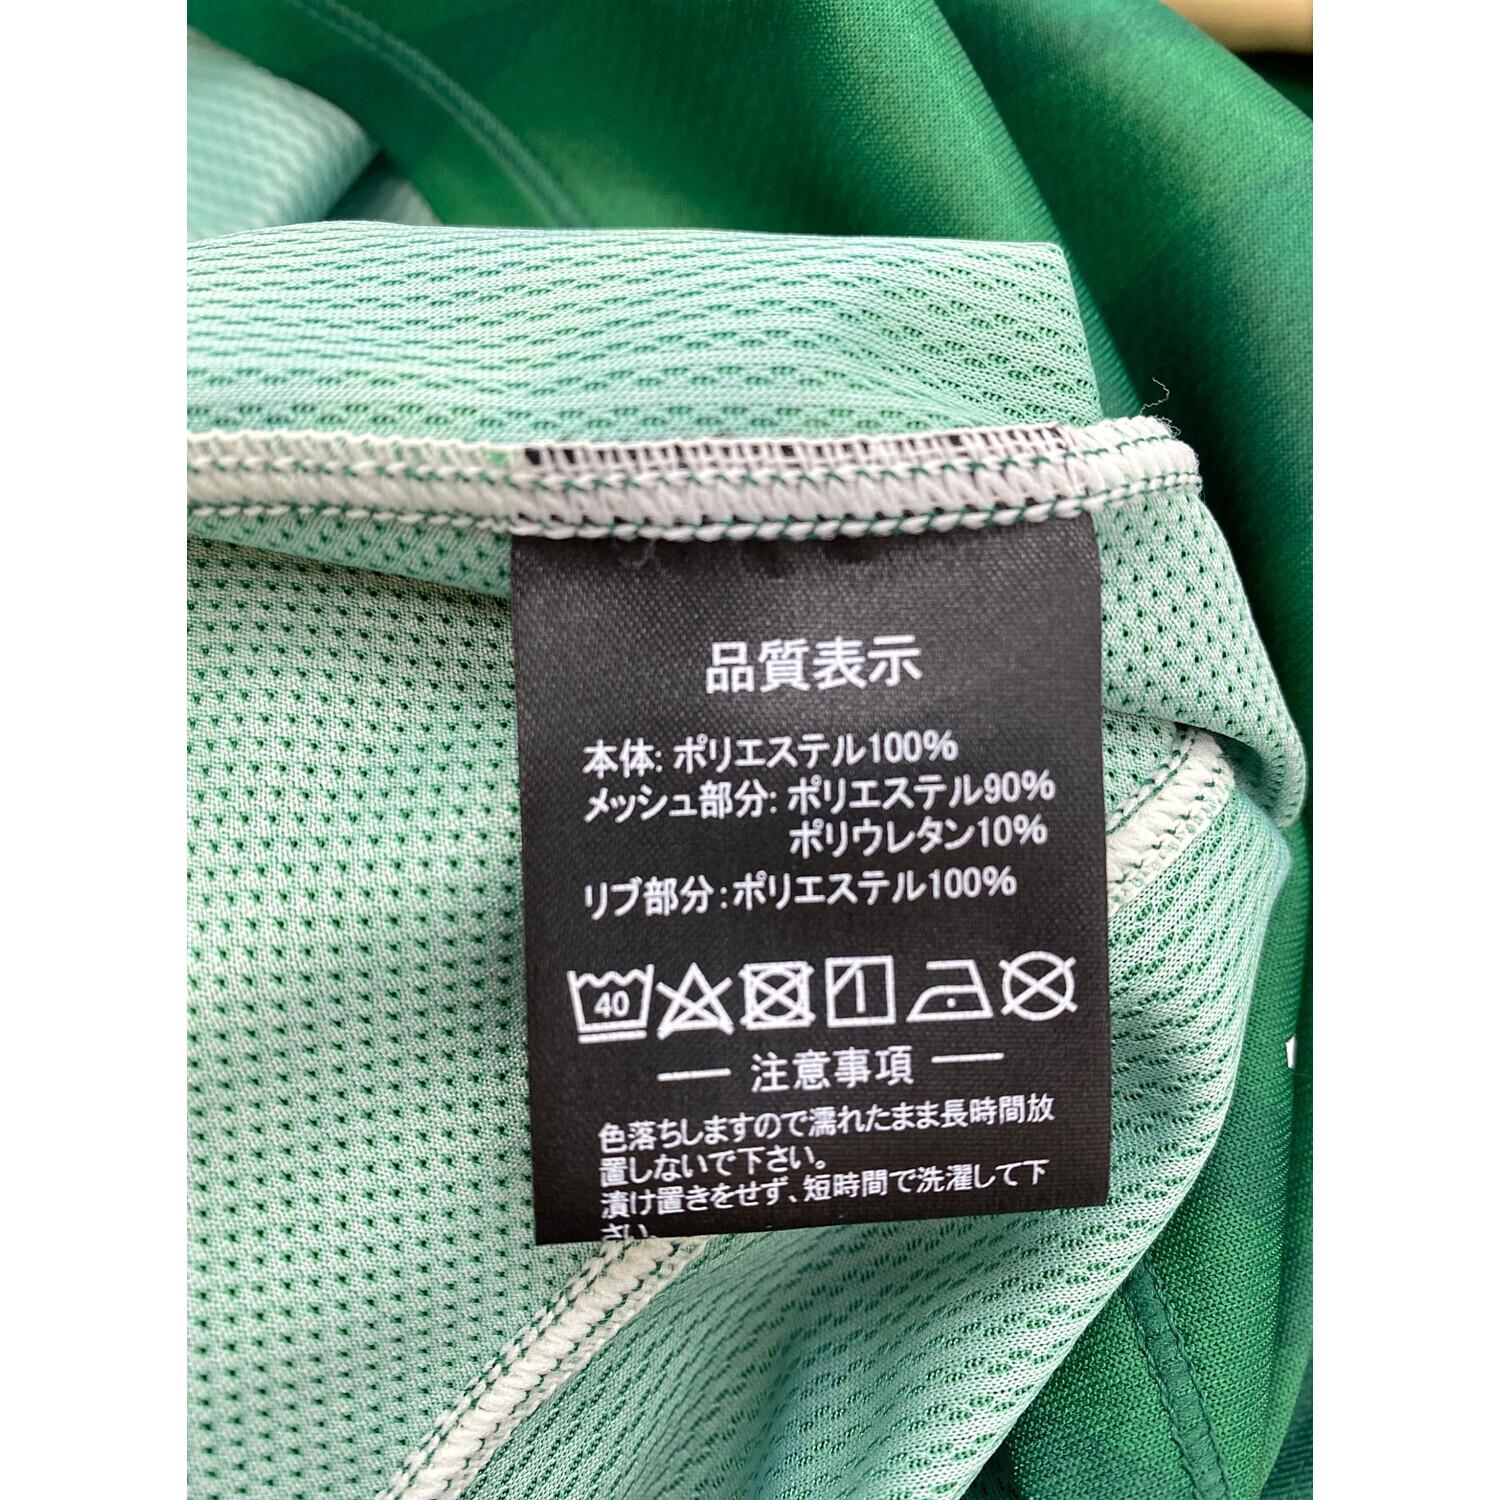 品質表示
本体: ポリエステル100%
メッシュ部分: ポリエステル90%
ポリウレタン10%
リブ部分:ポリエステル100%
40
注意事項
色落ちしますので濡れたまま長時間放
置しないで下さい。
漬け置きをせず、短時間で洗濯して下
さい。